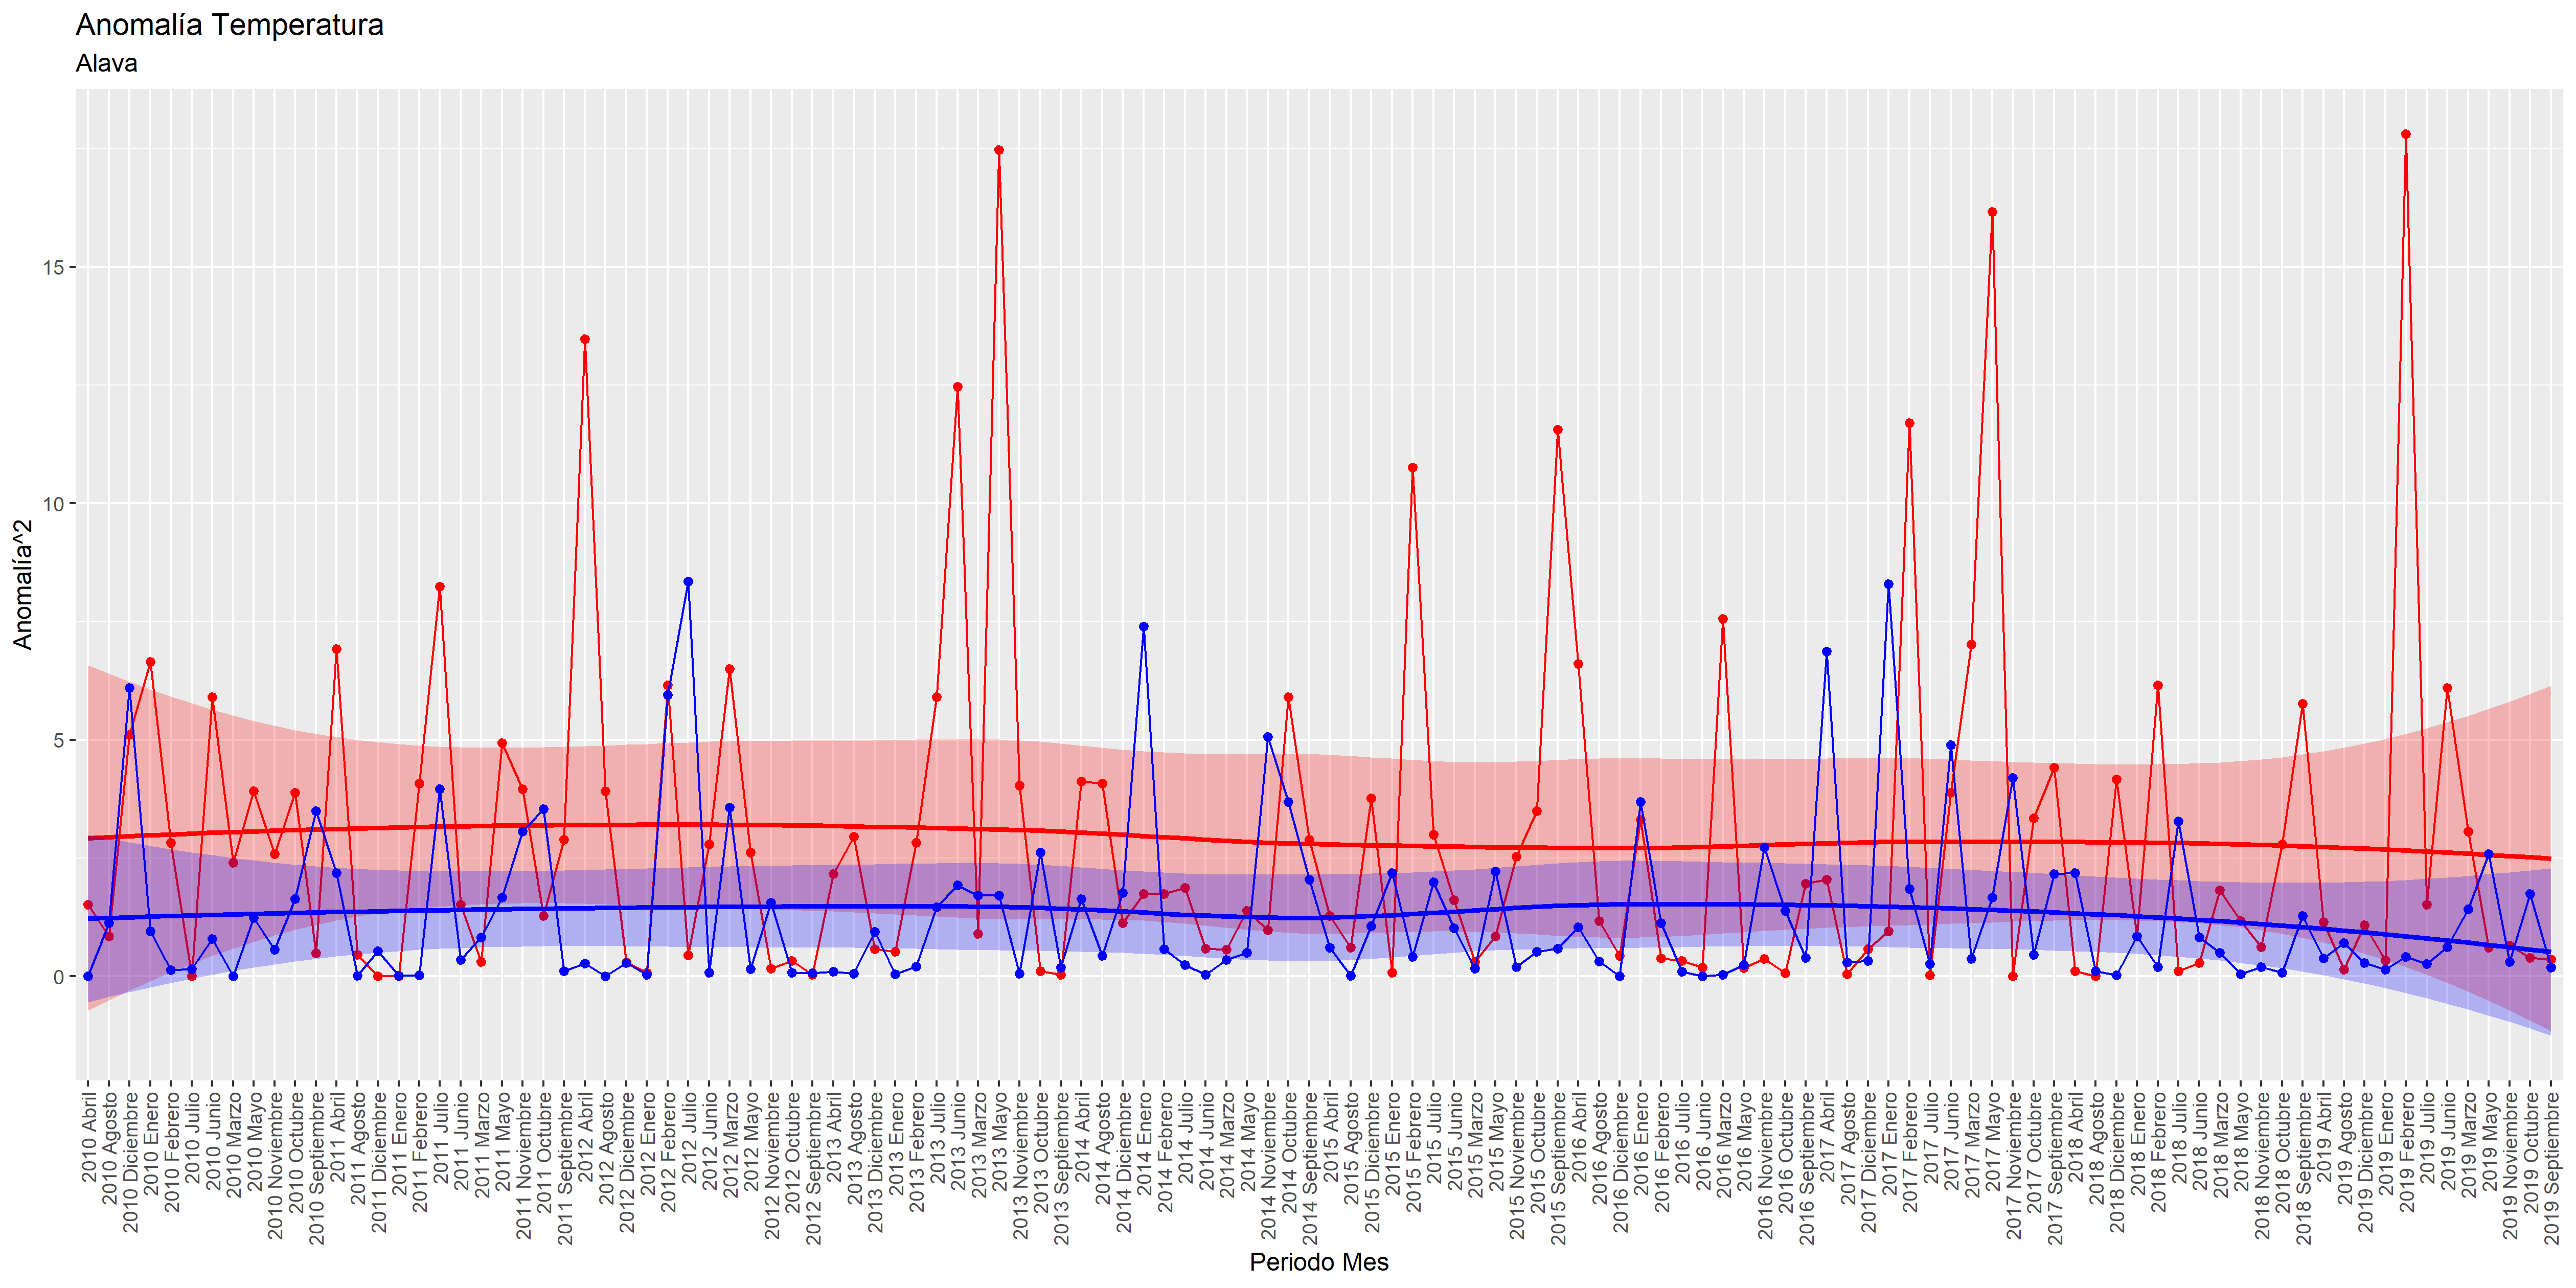 Anomalía Temperatura
Alava
Anomalía^2
15
10
5
0
2010 Abril
2010 Agosto
2010 Diciembre
2010 Enero
2010 Febrero
2010 Julio
2010 Junio
2010 Marzo
2010 Mayo
2010 Noviembre
2010 Octubre
2010 Septiembre
2011 Abril
2011 Agosto
2011 Diciembre
2011 Enero
2011 Febrero
2011 Julio
2011 Junio
2011 Marzo
2011 Mayo
2011 Noviembre
2011 Octubre
2011 Septiembre
2012 Abril
2012 Agosto
2012 Diciembre
2012 Enero
2012 Febrero
2012 Julio
2012 Junio
2012 Marzo
2012 Mayo
2012 Noviembre
2012 Octubre
2012 Septiembre
2013 Abril
2013 Agosto
2013 Diciembre
2013 Enero
2013 Febrero
2013 Julio
2013 Junio
2013 Marzo
2013 Mayo
2013 Noviembre
2013 Octubre
2013 Septiembre
2014 Abril
2014 Agosto
2014 Diciembre
2014 Enero
2014 Febrero
2014 Julio
2014 Junio
2014 Marzo
2014 Mayo
2014 Noviembre
2014 Octubre
2014 Septiembre
2015 Abril
2015 Agosto
2015 Diciembre
2015 Enero
2015 Febrero
2015 Julio
2015 Junio
2015 Marzo
2015 Mayo
2015 Noviembre
2015 Octubre
2015 Septiembre
2016 Abril
2016 Agosto
2016 Diciembre
2016 Enero
2016 Febrero
2016 Julio
2016 Junio
2016 Marzo
2016 Mayo
2016 Noviembre
2016 Octubre
2016 Septiembre
2017 Abril
2017 Agosto
2017 Diciembre
2017 Enero
2017 Febrero
2017 Julio
2017 Junio
2017 Marzo
2017 Mayo
2017 Noviembre
2017 Octubre
2017 Septiembre
2018 Abril
2018 Agosto
2018 Diciembre
2018 Enero
2018 Febrero
2018 Julio
2018 Junio
2018 Marzo
2018 Mayo
2018 Noviembre
2018 Octubre
2018 Septiembre
2019 Abril
2019 Agosto
2019 Diciembre
2019 Enero
2019 Febrero
2019 Julio
2019 Junio
2019 Marzo
2019 Mayo
2019 Noviembre
2019 Octubre
2019 Septiembre
Periodo Mes